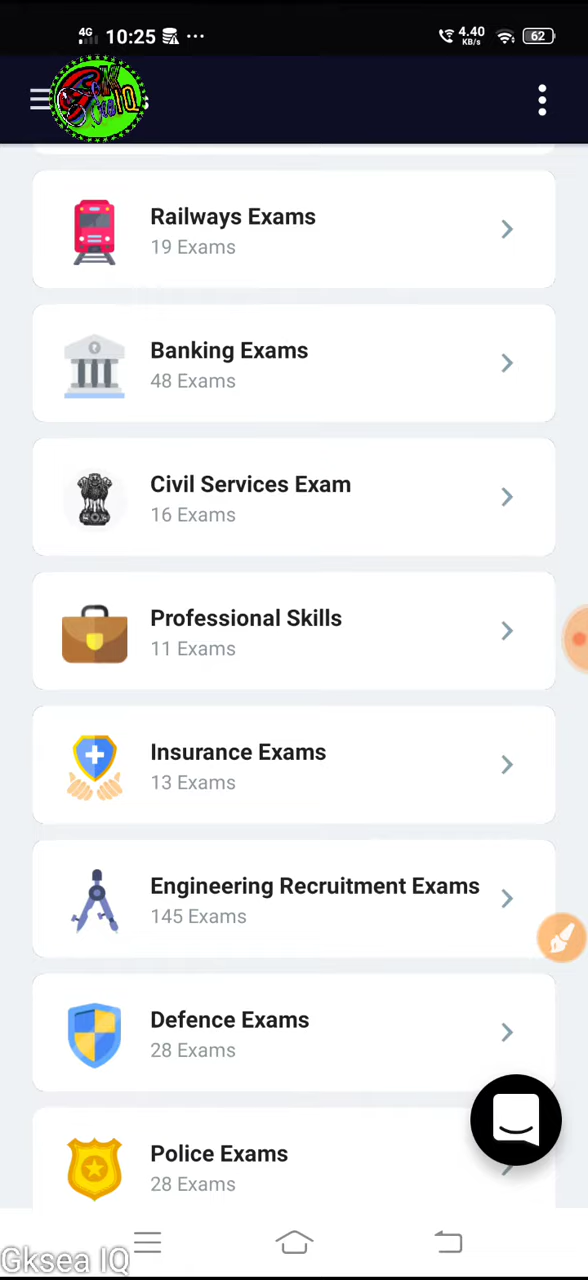 4G 10:25 ... 4.40 KB/s 62
IQ
Railways Exams
19 Exams
Banking Exams
48 Exams
Civil Services Exam
16 Exams
Professional Skills
11 Exams
Insurance Exams
13 Exams
Engineering Recruitment Exams
145 Exams
Defence Exams
28 Exams
Police Exams
28 Exams
Gksea IQ